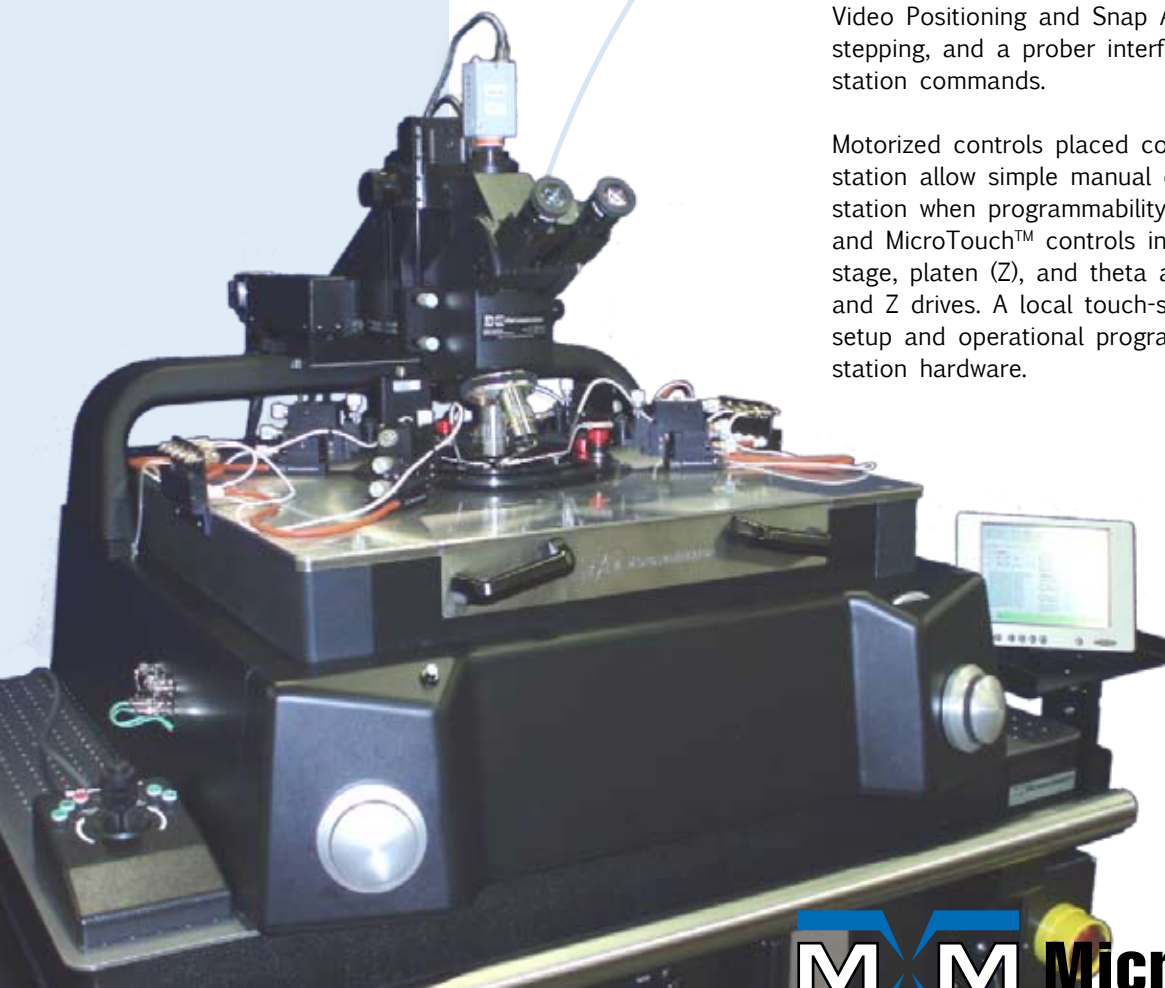 Video Positioning and Snap A
stepping, and a prober interf
station commands.
Motorized controls placed co
station allow simple manual o
station when programmability
and MicroTouch™ controls in
stage, platen (Z), and theta a
and Z drives. A local touch-s
setup and operational progra
station hardware.
MXM Micr